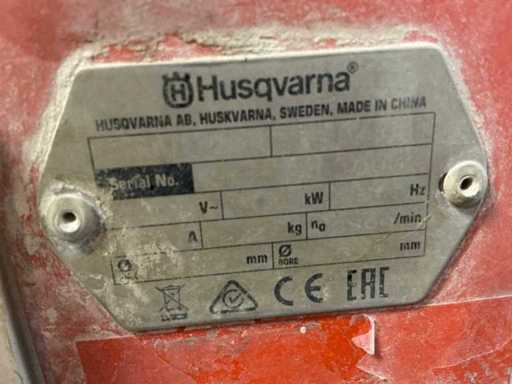 Husqvarna®
HUSQVARNA AB, HUSKVARNA, SWEDEN, MADE IN CHINA
Serial No.
V~ kW Hz
A kg n₀ /min
Ø mm Ø BORE mm
CE EAC